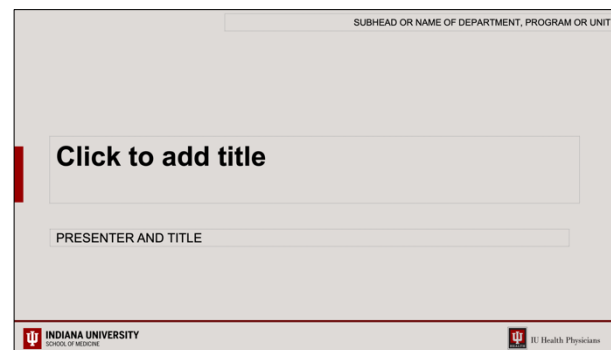 SUBHEAD OR NAME OF DEPARTMENT, PROGRAM OR UNIT
Click to add title
PRESENTER AND TITLE
INDIANA UNIVERSITY
SCHOOL OF MEDICINE
IU Health Physicians